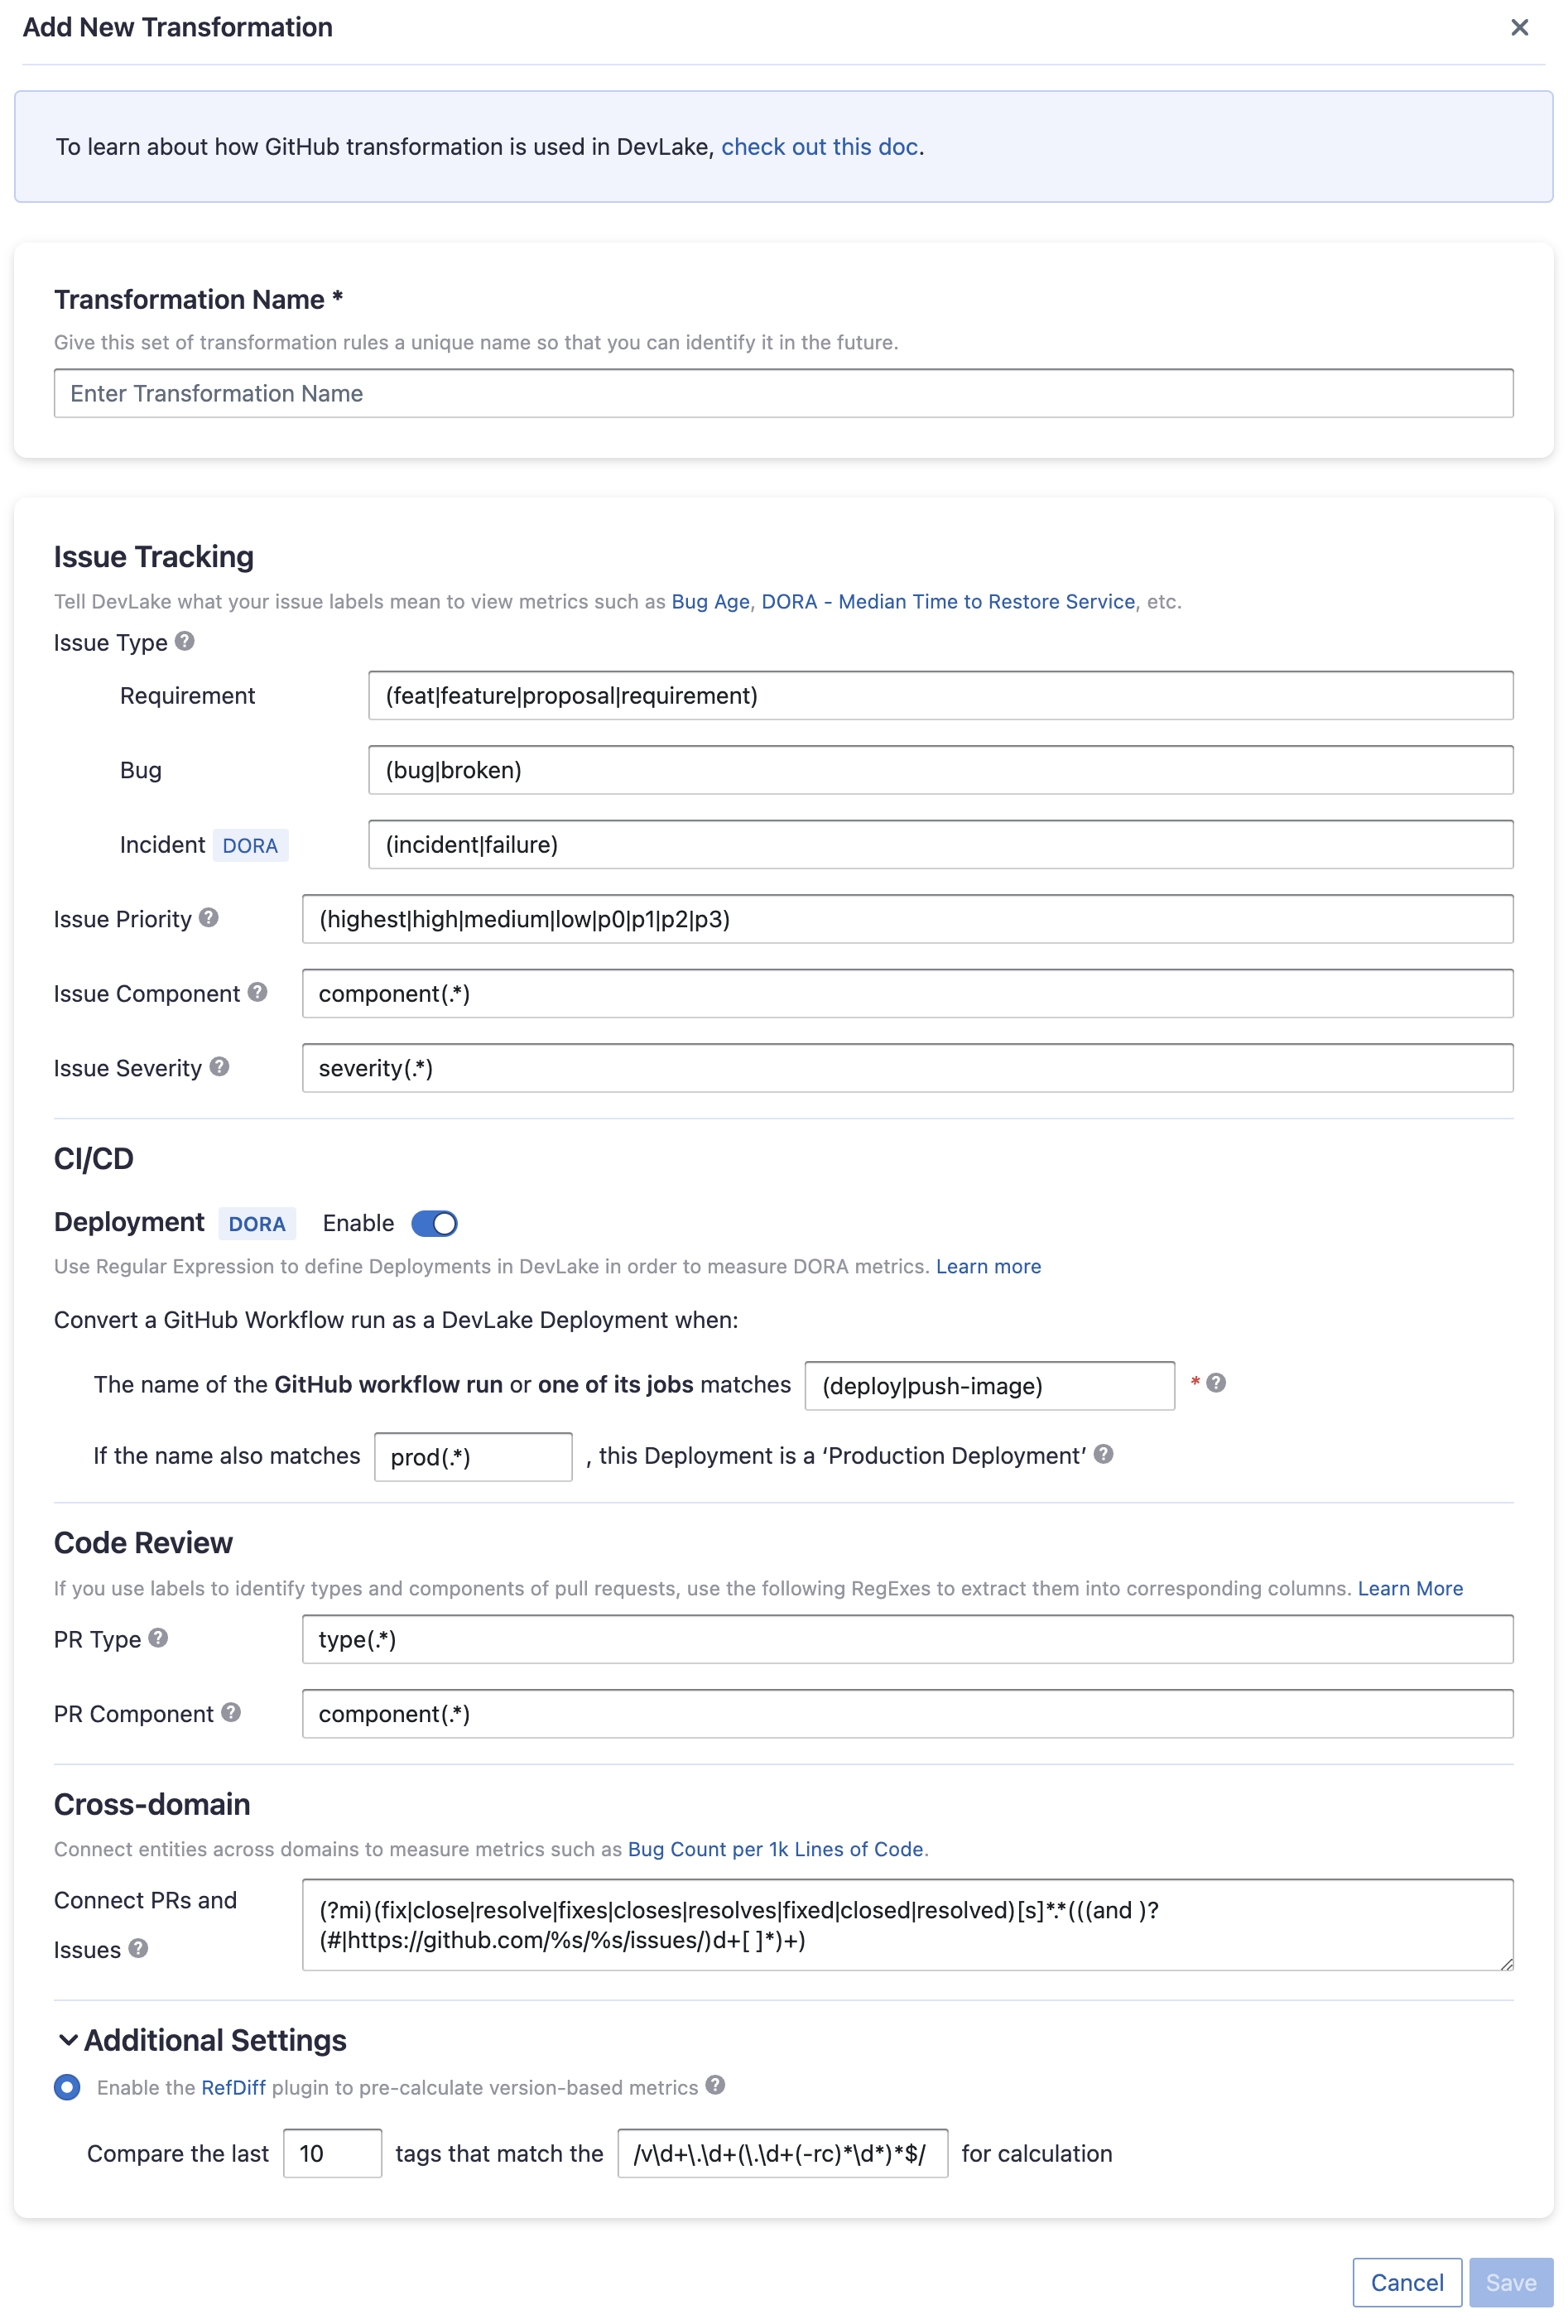 Add New Transformation
To learn about how GitHub transformation is used in DevLake, check out this doc.
Transformation Name *
Give this set of transformation rules a unique name so that you can identify it in the future.
Enter Transformation Name
Issue Tracking
Tell DevLake what your issue labels mean to view metrics such as Bug Age, DORA - Median Time to Restore Service, etc.
Issue Type
Requirement (feat|feature|proposal|requirement)
Bug (bug|broken)
Incident DORA (incident|failure)
Issue Priority (highest|high|medium|low|p0|p1|p2|p3)
Issue Component component(.*)
Issue Severity severity(.*)
CI/CD
Deployment DORA Enable
Use Regular Expression to define Deployments in DevLake in order to measure DORA metrics. Learn more
Convert a GitHub Workflow run as a DevLake Deployment when:
The name of the GitHub workflow run or one of its jobs matches (deploy|push-image) *
If the name also matches prod(.*) , this Deployment is a ‘Production Deployment’
Code Review
If you use labels to identify types and components of pull requests, use the following RegExes to extract them into corresponding columns. Learn More
PR Type type(.*)
PR Component component(.*)
Cross-domain
Connect entities across domains to measure metrics such as Bug Count per 1k Lines of Code.
Connect PRs and
Issues
(?mi)(fix|close|resolve|fixes|closes|resolves|fixed|closed|resolved)[s]*.*(((and )?
(#|https://github.com/%s/%s/issues/)d+[ ]*)+)
Additional Settings
Enable the RefDiff plugin to pre-calculate version-based metrics
Compare the last 10 tags that match the /v\d+\.\d+(\.\d+(-rc)*\d*)*$/ for calculation
Cancel Save